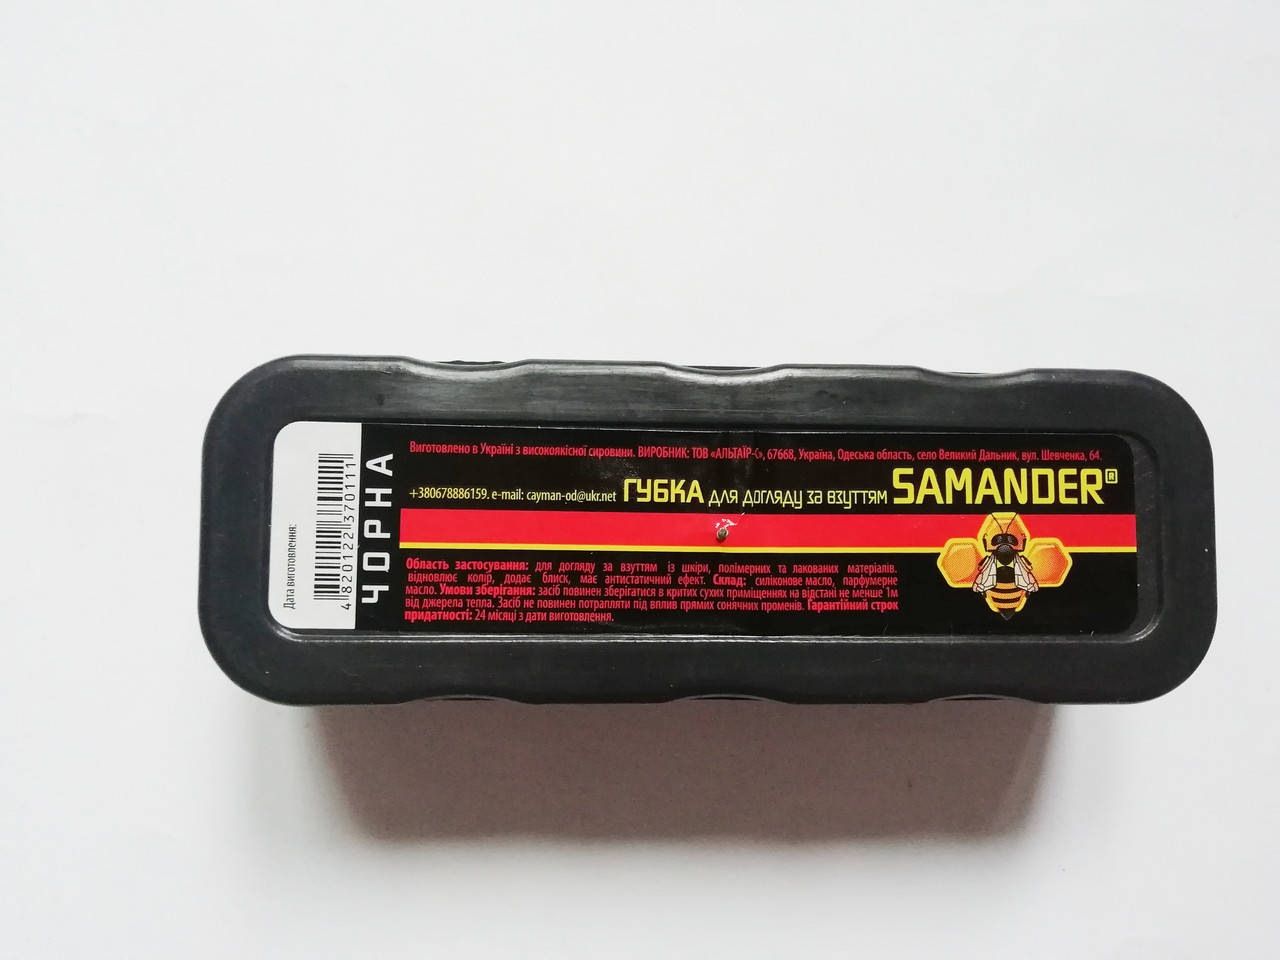 Виготовлено в Україні з високоякісної сировини. ВИРОБНИК: ТОВ «АЛЬТАЇР-С», 67668, Україна, Одеська область, село Великий Дальник, вул. Шевченка, 64.
+380678886159. e-mail: cayman-od@ukr.net ГУБКА для догляду за взуттям SAMANDER®
Область застосування: для догляду за взуттям із шкіри, полімерних та лакованих матеріалів.
відновлює колір, додає блиск, має антистатичний ефект. Склад: силіконове масло, парфумерне
масло. Умови зберігання: засіб повинен зберігатися в критих сухих приміщеннях на відстані не менше 1м
від джерела тепла. Засіб не повинен потрапляти під вплив прямих сонячних променів. Гарантійний строк
придатності: 24 місяці з дати виготовлення.
Дата виготовлення:
4820122370111
ЧОРНА